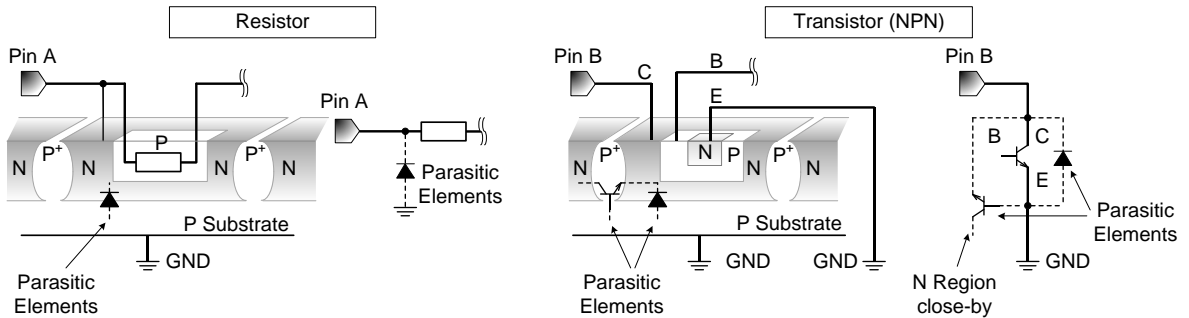 Resistor
Transistor (NPN)
Pin A
Pin A
N
P+
N
P
N
P+
N
Parasitic
Elements
P Substrate
GND
Parasitic
Elements
Pin B
C
B
E
N
P+
N
N
P
P+
N
P Substrate
GND
GND
Parasitic
Elements
Pin B
B
C
E
Parasitic
Elements
GND
N Region
close-by